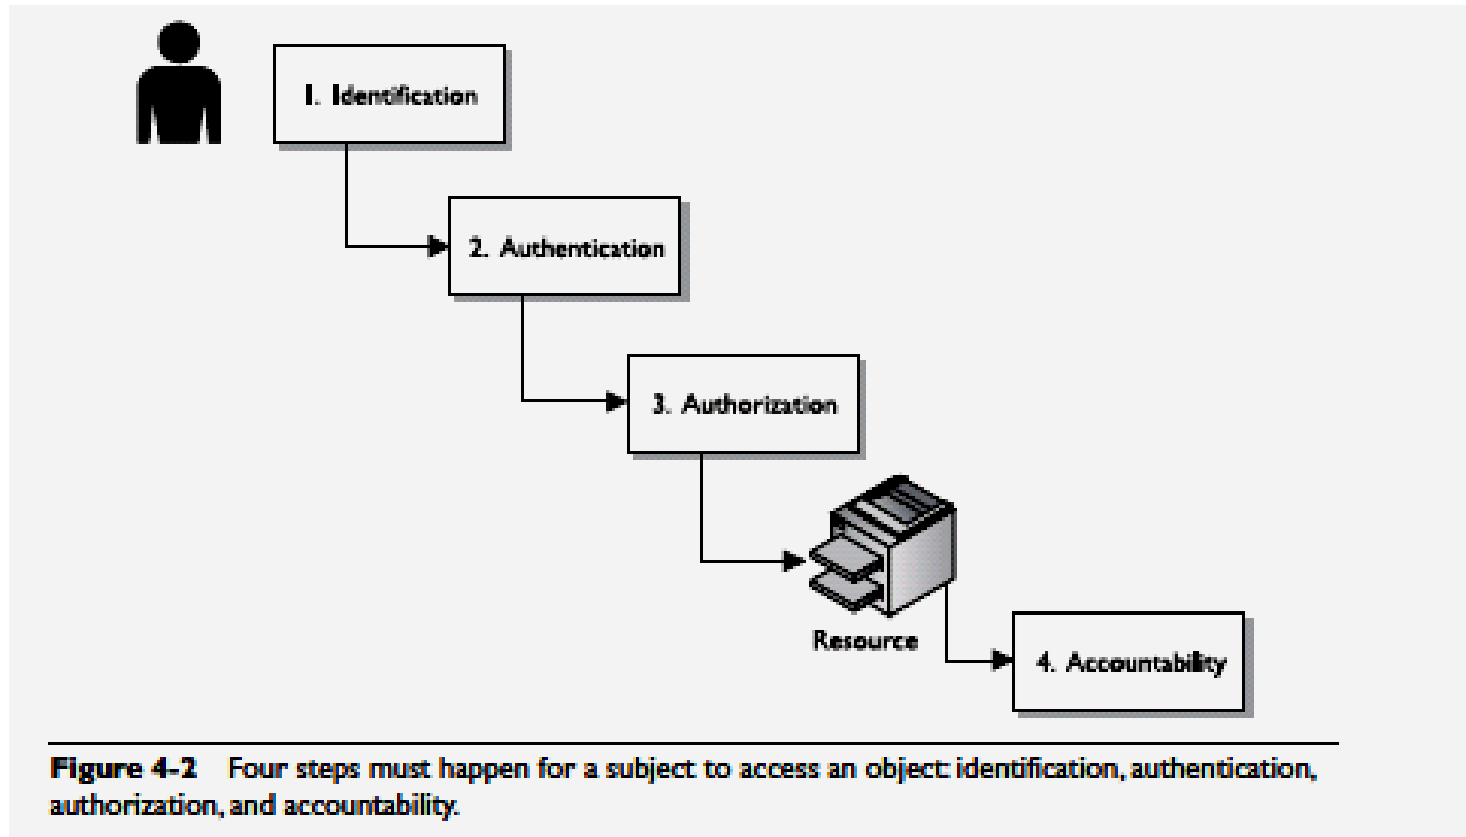 1. Identification
2. Authentication
3. Authorization
Resource
4. Accountability
Figure 4-2 Four steps must happen for a subject to access an object: identification, authentication,
authorization, and accountability.